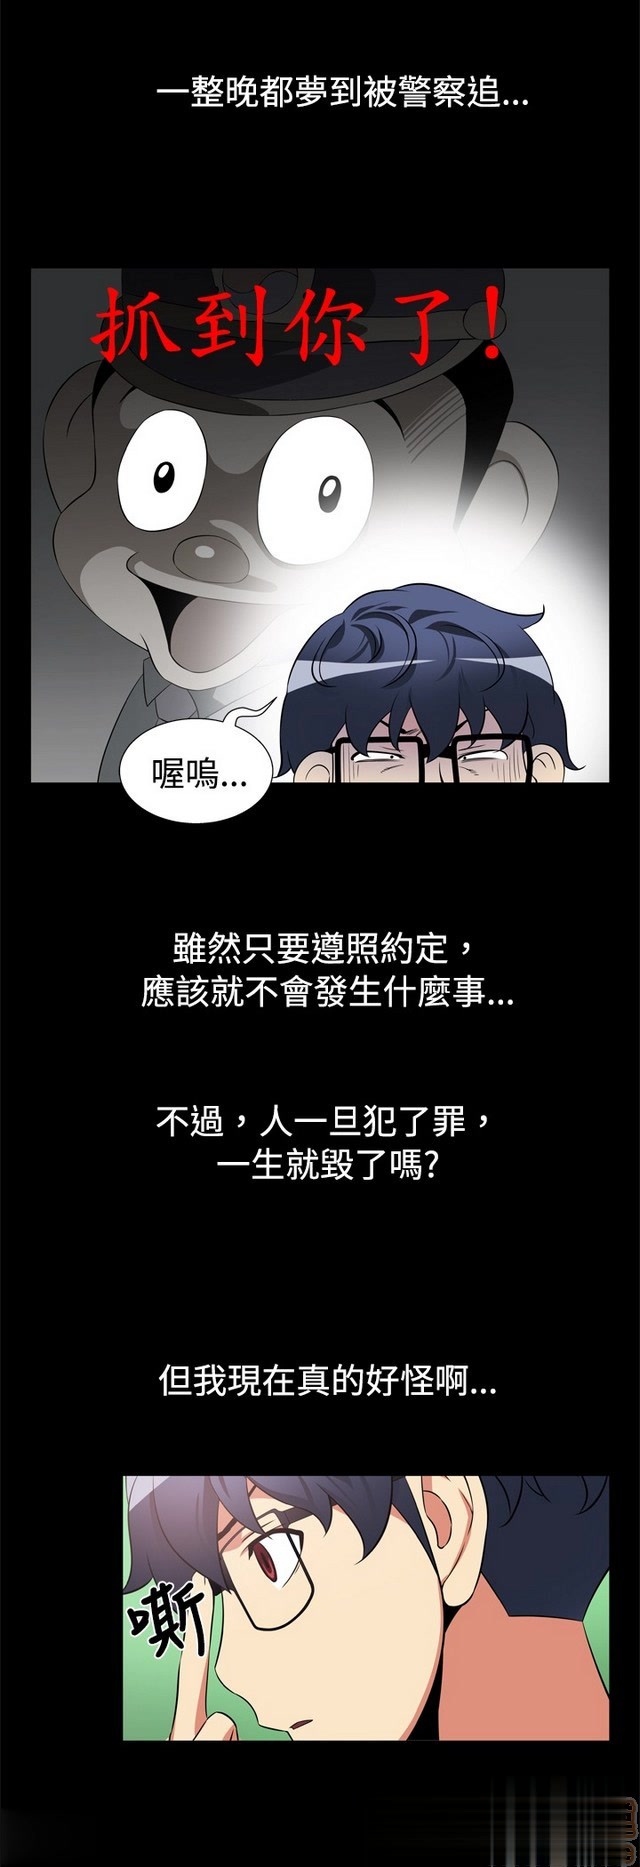 一整晚都夢到被警察追...
抓到你了!
喔嗚...
雖然只要遵照約定，
應該就不會發生什麼事...
不過，人一旦犯了罪，
一生就毀了嗎?
但我現在真的好怪啊...
嘶